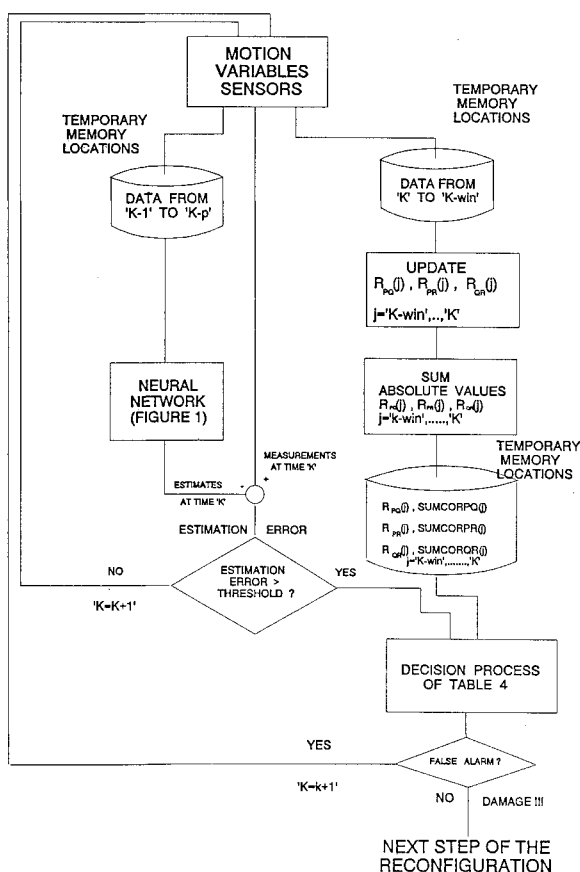 MOTION
VARIABLES
SENSORS
TEMPORARY
MEMORY
LOCATIONS
TEMPORARY
MEMORY
LOCATIONS
DATA FROM
'K-1' TO 'K-p'
DATA FROM
'K' TO 'K-win'
UPDATE
R_PQ(j) , R_PR(j) , R_QR(j)
j='K-win',..,'K'
NEURAL
NETWORK
(FIGURE 1)
SUM
ABSOLUTE VALUES
R_PQ(j) , R_PR(j) , R_QR(j)
j='k-win',.....,'K'
TEMPORARY
MEMORY
LOCATIONS
MEASUREMENTS
AT TIME 'K'
+
-
ESTIMATES
AT TIME 'K'
R_PQ(j) , SUMCORPQ(j)
R_PR(j) , SUMCORPR(j)
R_QR(j) , SUMCORQR(j)
j='K-win',.......,'K'
ESTIMATION ERROR
ESTIMATION
ERROR >
THRESHOLD ?
NO
YES
'K=K+1'
DECISION PROCESS
OF TABLE 4
FALSE ALARM ?
YES
'K=k+1'
NO DAMAGE !!!
NEXT STEP OF THE
RECONFIGURATION